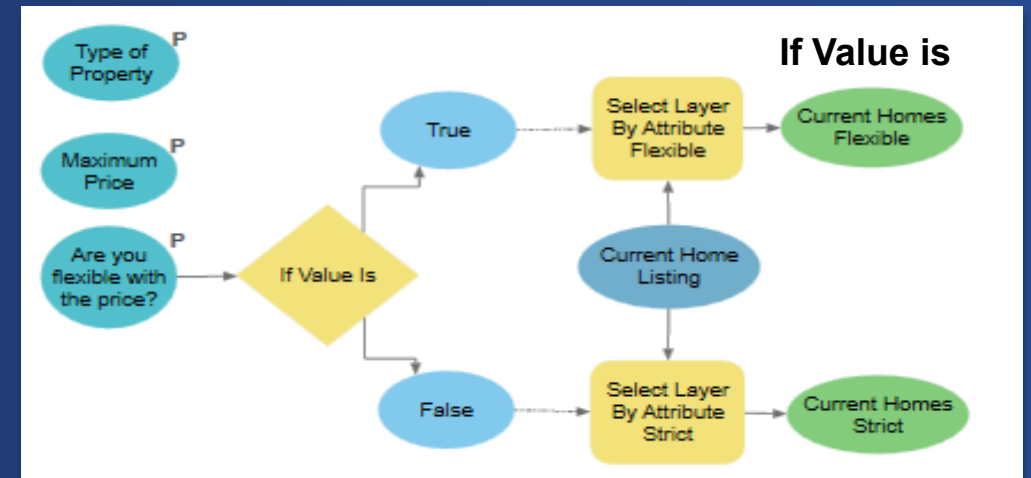 If Value is
Type of
Property
P
Maximum
Price
P
Are you
flexible with
the price?
P
If Value Is
True
False
Select Layer
By Attribute
Flexible
Current Homes
Flexible
Current Home
Listing
Select Layer
By Attribute
Strict
Current Homes
Strict